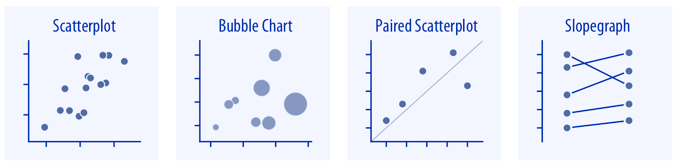 Scatterplot
Bubble Chart
Paired Scatterplot
Slopegraph